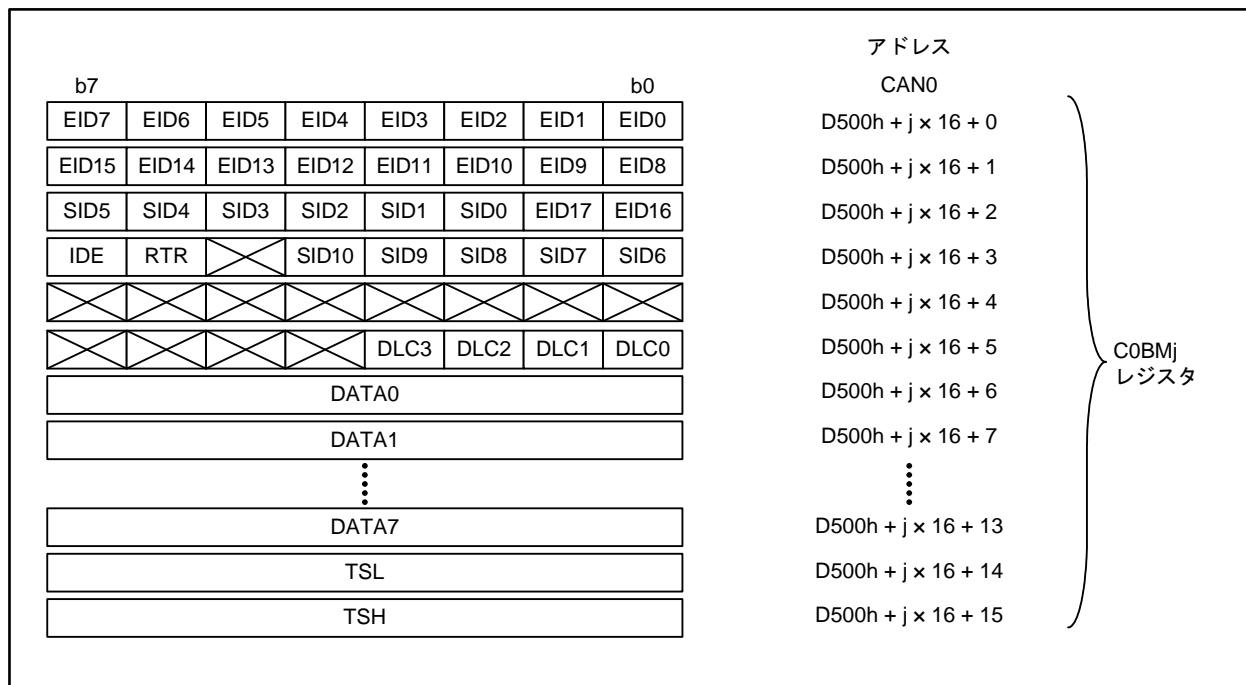 アドレス
b7 b0 CAN0
EID7 EID6 EID5 EID4 EID3 EID2 EID1 EID0 D500h + j × 16 + 0
EID15 EID14 EID13 EID12 EID11 EID10 EID9 EID8 D500h + j × 16 + 1
SID5 SID4 SID3 SID2 SID1 SID0 EID17 EID16 D500h + j × 16 + 2
IDE RTR SID10 SID9 SID8 SID7 SID6 D500h + j × 16 + 3
D500h + j × 16 + 4
DLC3 DLC2 DLC1 DLC0 D500h + j × 16 + 5
DATA0 D500h + j × 16 + 6
DATA1 D500h + j × 16 + 7
DATA7 D500h + j × 16 + 13
TSL D500h + j × 16 + 14
TSH D500h + j × 16 + 15
C0BMj
レジスタ